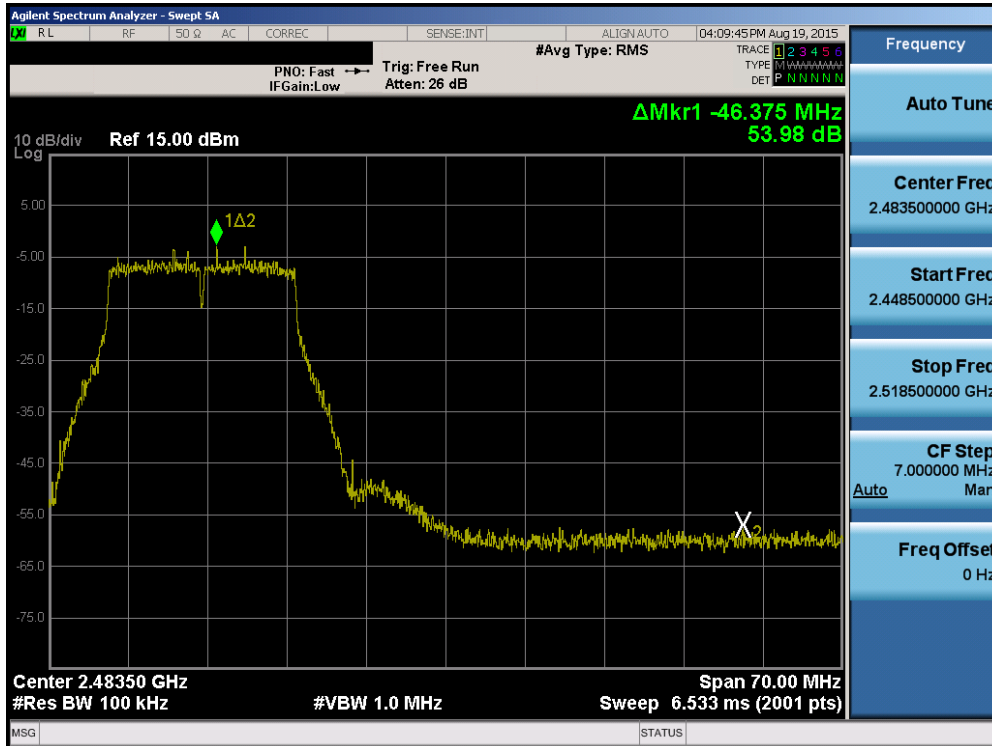 Agilent Spectrum Analyzer - Swept SA
LXI RL RF 50 Ω AC CORREC SENSE:INT ALIGN AUTO 04:09:45 PM Aug 19, 2015
#Avg Type: RMS TRACE 1 2 3 4 5 6
PNO: Fast Trig: Free Run TYPE M
IFGain:Low Atten: 26 dB DET P N N N N N
ΔMkr1 -46.375 MHz
53.98 dB
10 dB/div Ref 15.00 dBm
Log
5.00
-5.00
-15.0
-25.0
-35.0
-45.0
-55.0
-65.0
-75.0
1Δ2
X2
Center 2.48350 GHz Span 70.00 MHz
#Res BW 100 kHz #VBW 1.0 MHz Sweep 6.533 ms (2001 pts)
MSG STATUS
Frequency
Auto Tune
Center Freq
2.483500000 GHz
Start Freq
2.448500000 GHz
Stop Freq
2.518500000 GHz
CF Step
7.000000 MHz
Auto Man
Freq Offset
0 Hz